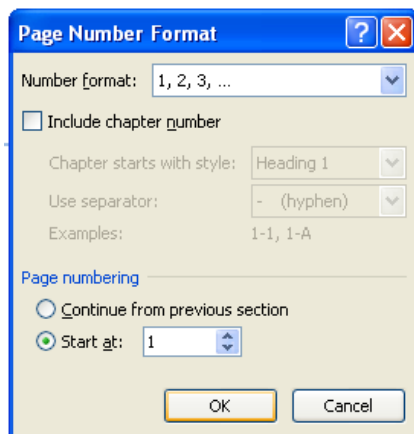 Page Number Format
Number format: 1, 2, 3, ...
Include chapter number
Chapter starts with style: Heading 1
Use separator: - (hyphen)
Examples: 1-1, 1-A
Page numbering
Continue from previous section
Start at: 1
OK Cancel